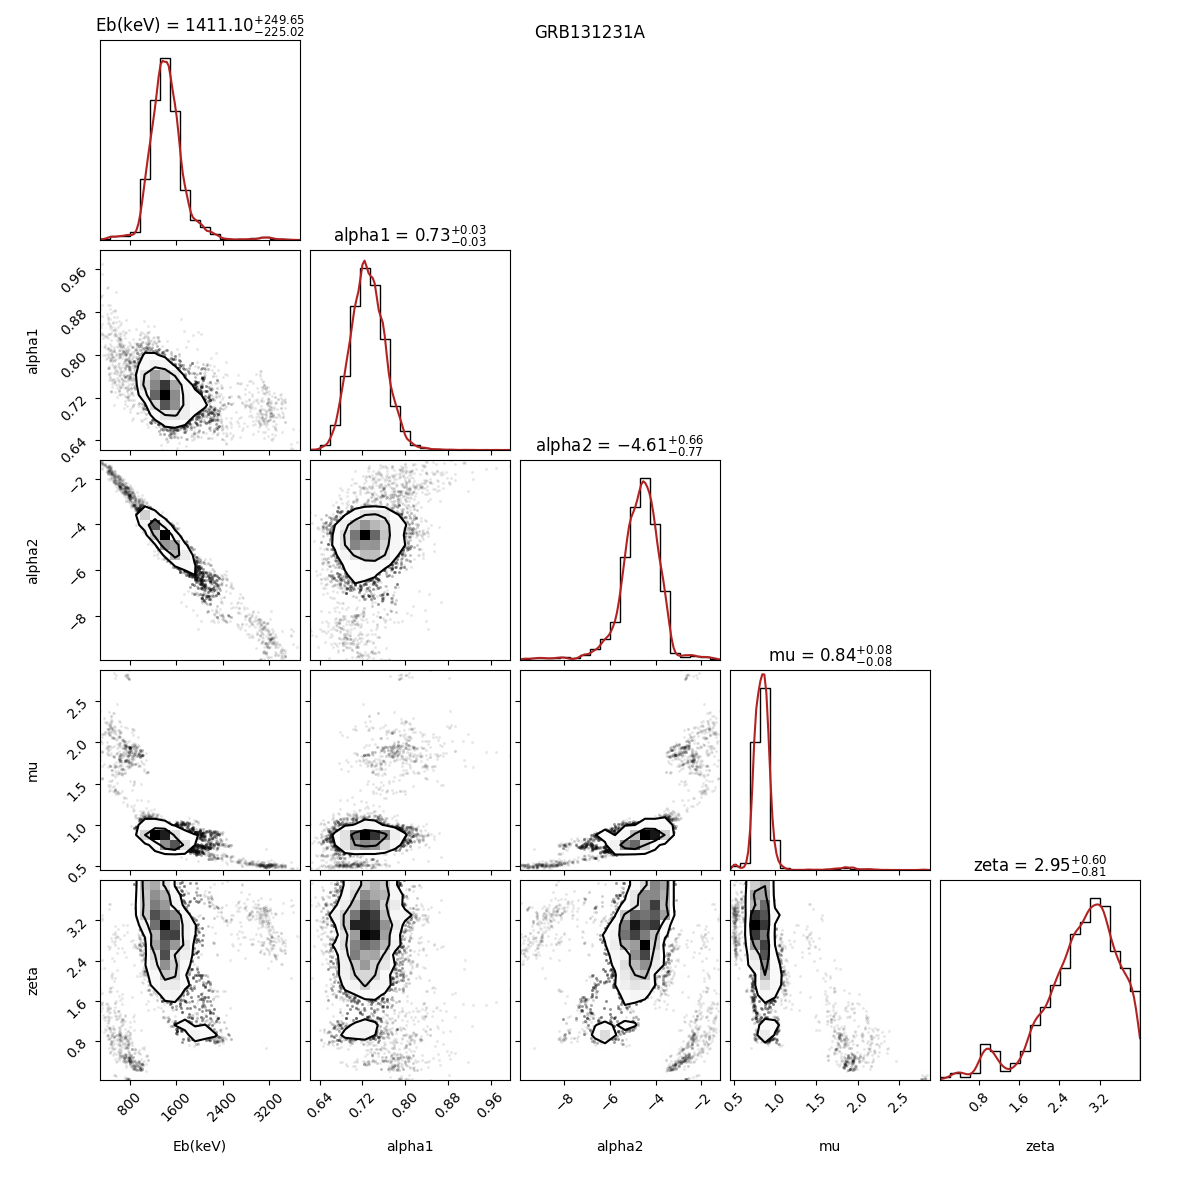 GRB131231A
Eb(keV) = 1411.10 +249.65 −225.02
alpha1 = 0.73 +0.03 −0.03
0.96
0.88
0.80
0.72
0.64
alpha1
alpha2 = −4.61 +0.66 −0.77
−2
−4
−6
−8
alpha2
mu = 0.84 +0.08 −0.08
2.5
2.0
1.5
1.0
0.5
mu
zeta = 2.95 +0.60 −0.81
3.2
2.4
1.6
0.8
zeta
800 1600 2400 3200
0.64 0.72 0.80 0.88 0.96
−8 −6 −4 −2
0.5 1.0 1.5 2.0 2.5
0.8 1.6 2.4 3.2
Eb(keV) alpha1 alpha2 mu zeta